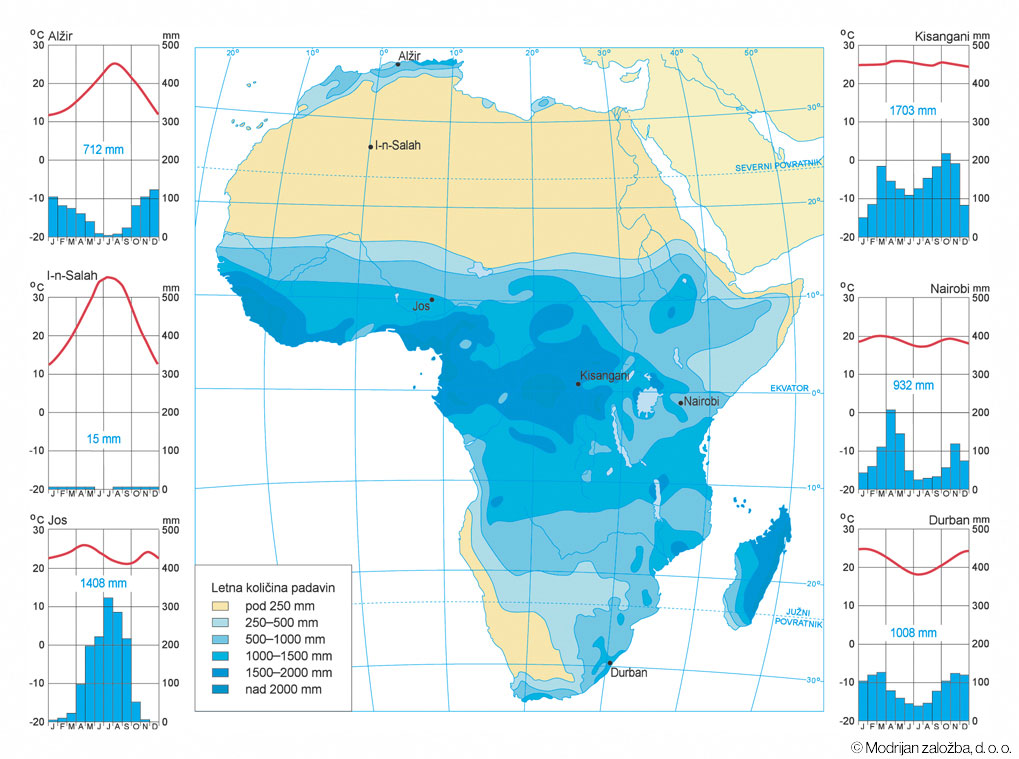 °C Alžir mm
30 500
20 400
10 300
712 mm
0 200
-10 100
-20 0
J F M A M J J A S O N D
I-n-Salah
°C mm
30 500
20 400
10 300
0 200
15 mm
-10 100
-20 0
J F M A M J J A S O N D
°C Jos mm
30 500
20 400
1408 mm
10 300
0 200
-10 100
-20 0
J F M A M J J A S O N D
20° 10° 0° 10° 20° 30° 40° 50°
Alžir
30°
I-n-Salah
SEVERNI POVRATNIK
20°
10°
Jos
Kisangani
EKVATOR
0°
Nairobi
10°
20°
JUŽNI
POVRATNIK
Durban
30°
Letna količina padavin
pod 250 mm
250–500 mm
500–1000 mm
1000–1500 mm
1500–2000 mm
nad 2000 mm
°C Kisangani mm
30 500
20 400
1703 mm
10 300
0 200
-10 100
-20 0
J F M A M J J A S O N D
°C Nairobi mm
30 500
20 400
10 300
932 mm
0 200
-10 100
-20 0
J F M A M J J A S O N D
°C Durban mm
30 500
20 400
10 300
1008 mm
0 200
-10 100
-20 0
J F M A M J J A S O N D
© Modrijan založba, d. o. o.